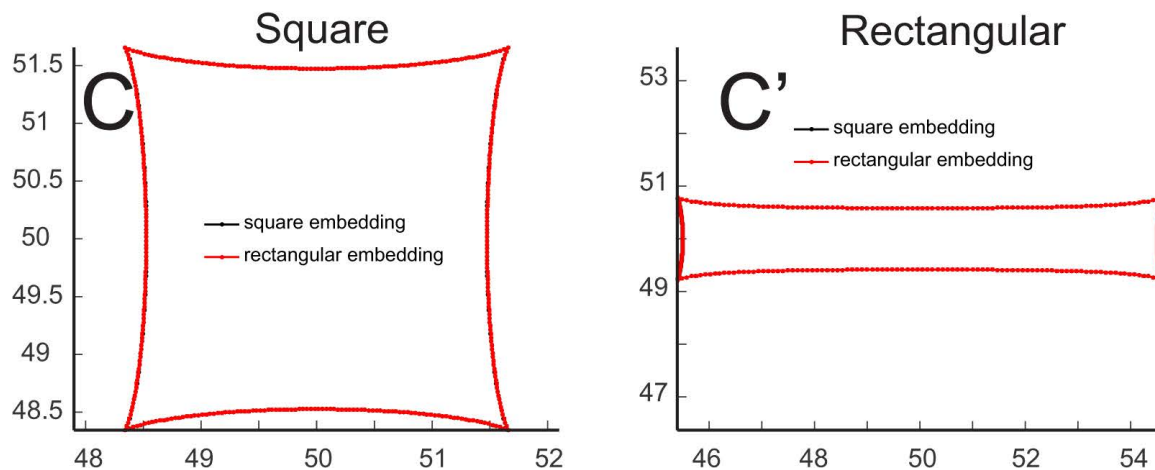 Square
C
51.5
51
50.5
50
49.5
49
48.5
48 49 50 51 52
square embedding
rectangular embedding
Rectangular
C’
53
51
49
47
46 48 50 52 54
square embedding
rectangular embedding